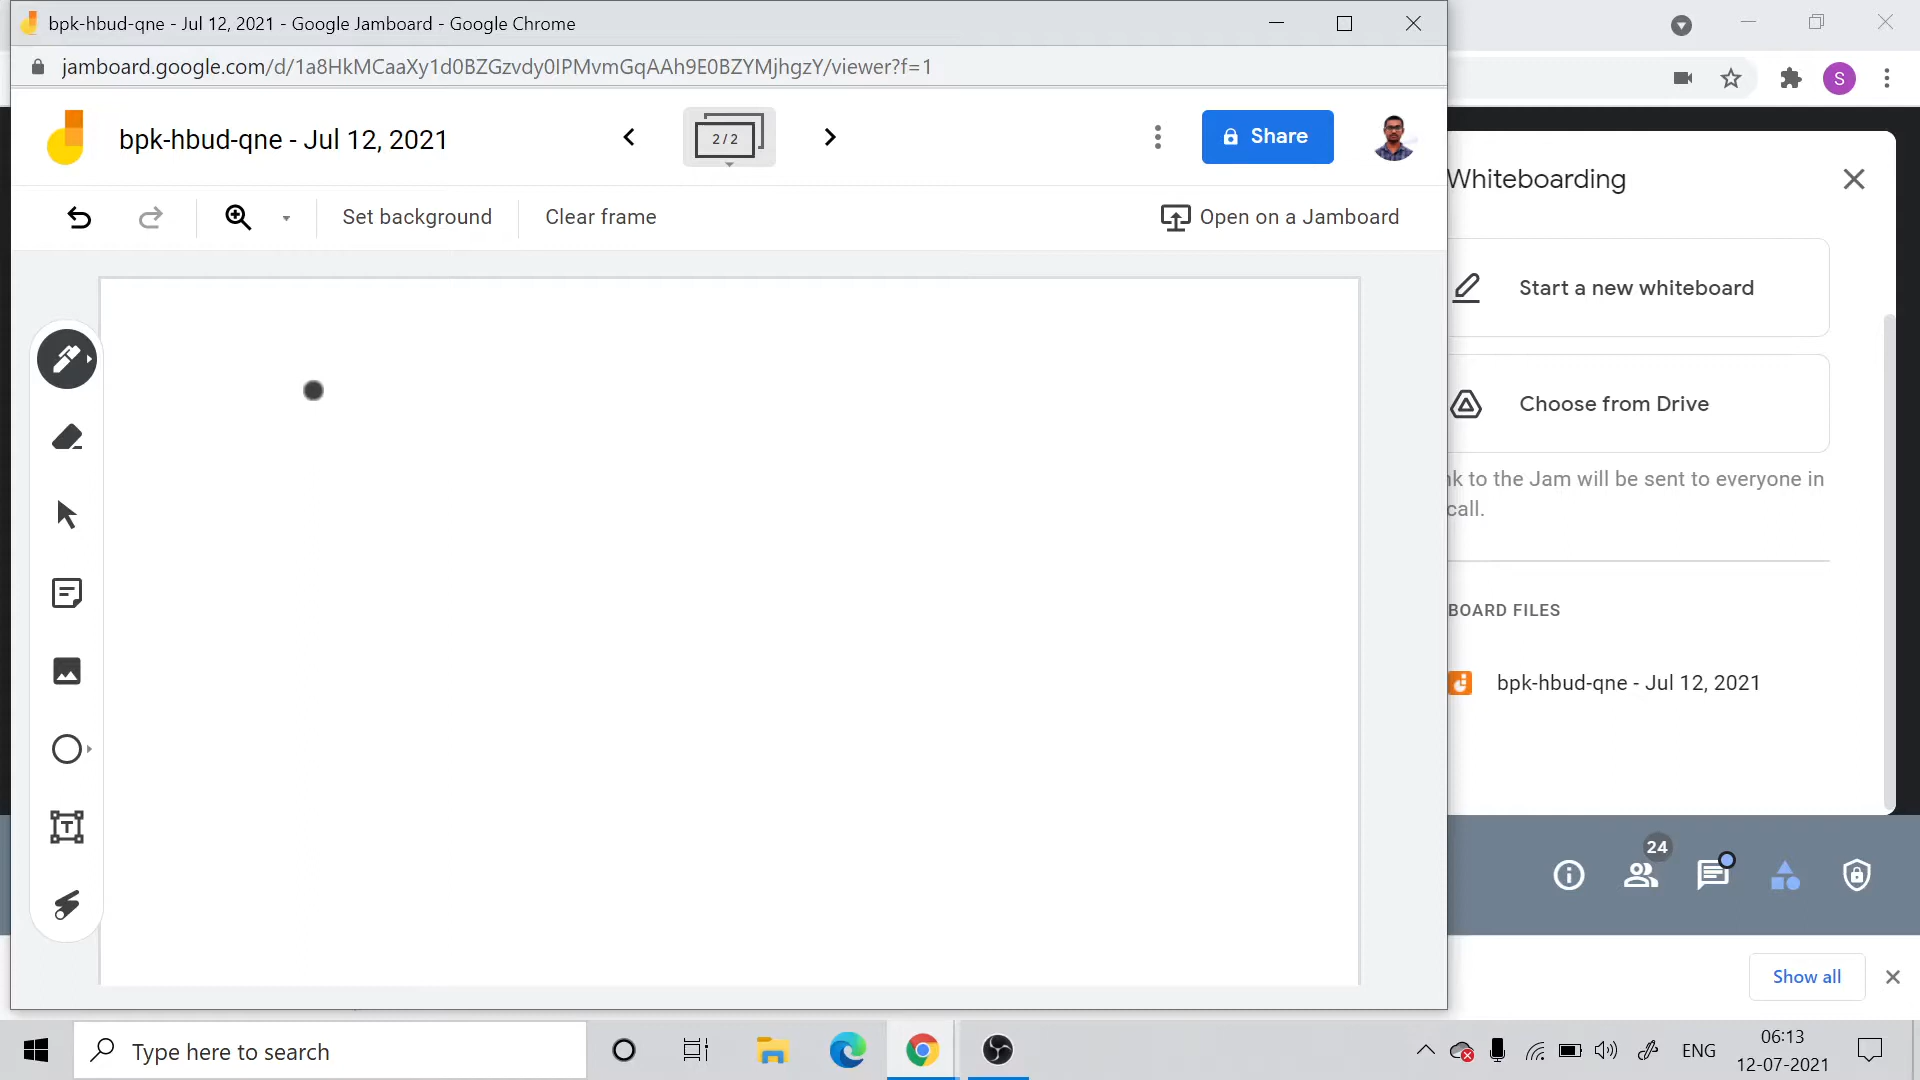 bpk-hbud-qne - Jul 12, 2021 - Google Jamboard - Google Chrome
jamboard.google.com/d/1a8HkMCaaXy1d0BZGzvdy0IPMvmGqAAh9E0BZYMjhgzY/viewer?f=1
S
bpk-hbud-qne - Jul 12, 2021
2 / 2
Share
Set background
Clear frame
Open on a Jamboard
Whiteboarding
Start a new whiteboard
Choose from Drive
nk to the Jam will be sent to everyone in
call.
BOARD FILES
bpk-hbud-qne - Jul 12, 2021
24
Show all
Type here to search
ENG
06:13
12-07-2021